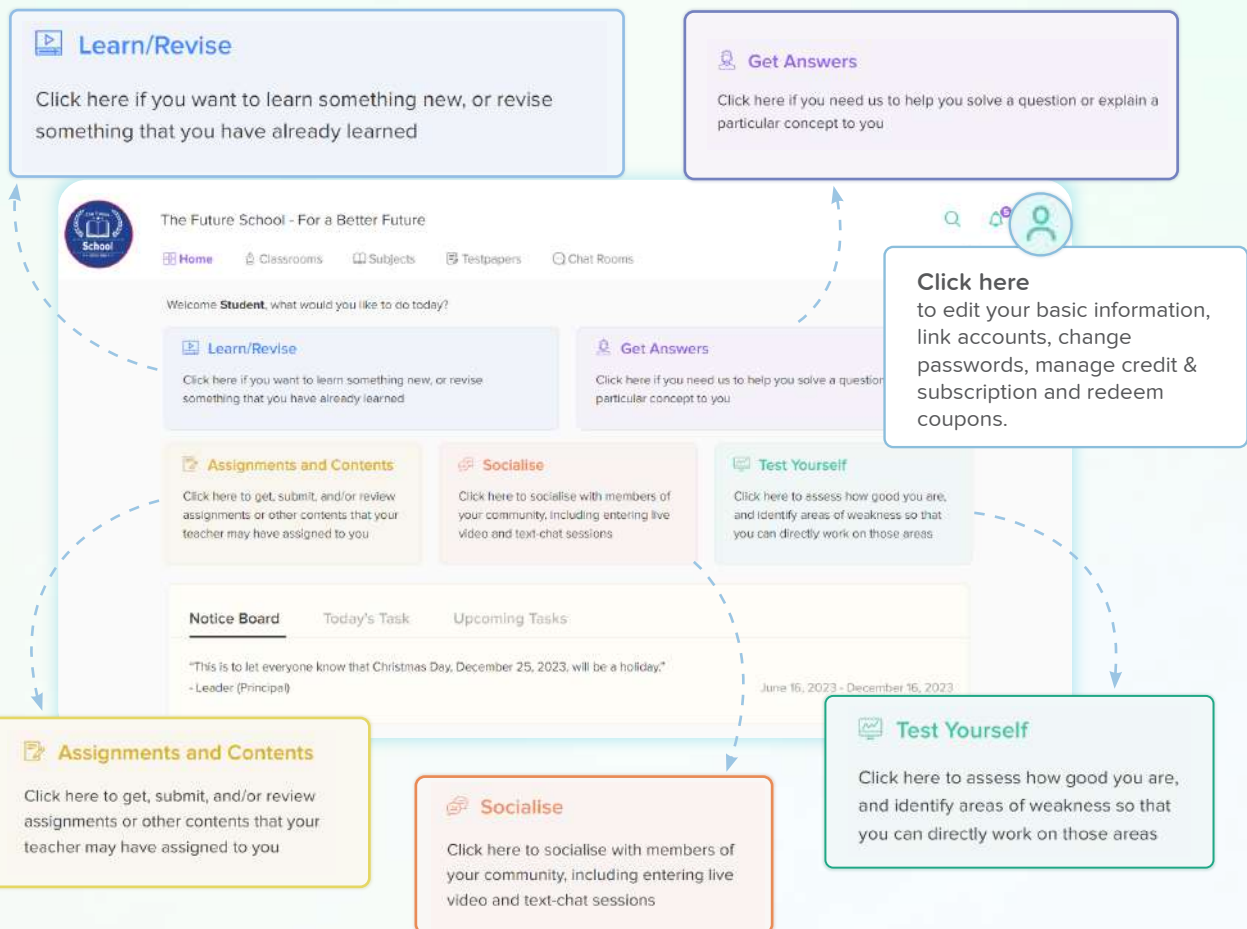 Learn/Revise
Click here if you want to learn something new, or revise
something that you have already learned
Get Answers
Click here if you need us to help you solve a question or explain a
particular concept to you
School
The Future School - For a Better Future
5
Home
Classrooms
Subjects
Testpapers
Chat Rooms
Click here
to edit your basic information,
link accounts, change
passwords, manage credit &
subscription and redeem
coupons.
Welcome Student, what would you like to do today?
Learn/Revise
Click here if you want to learn something new, or revise
something that you have already learned
Get Answers
Click here if you need us to help you solve a question
particular concept to you
Assignments and Contents
Click here to get, submit, and/or review
assignments or other contents that your
teacher may have assigned to you
Socialise
Click here to socialise with members of
your community, including entering live
video and text-chat sessions
Test Yourself
Click here to assess how good you are,
and identify areas of weakness so that
you can directly work on those areas
Notice Board
Today's Task
Upcoming Tasks
"This is to let everyone know that Christmas Day, December 25, 2023, will be a holiday."
- Leader (Principal)
June 16, 2023 - December 16, 2023
Assignments and Contents
Click here to get, submit, and/or review
assignments or other contents that your
teacher may have assigned to you
Socialise
Click here to socialise with members of
your community, including entering live
video and text-chat sessions
Test Yourself
Click here to assess how good you are,
and identify areas of weakness so that
you can directly work on those areas